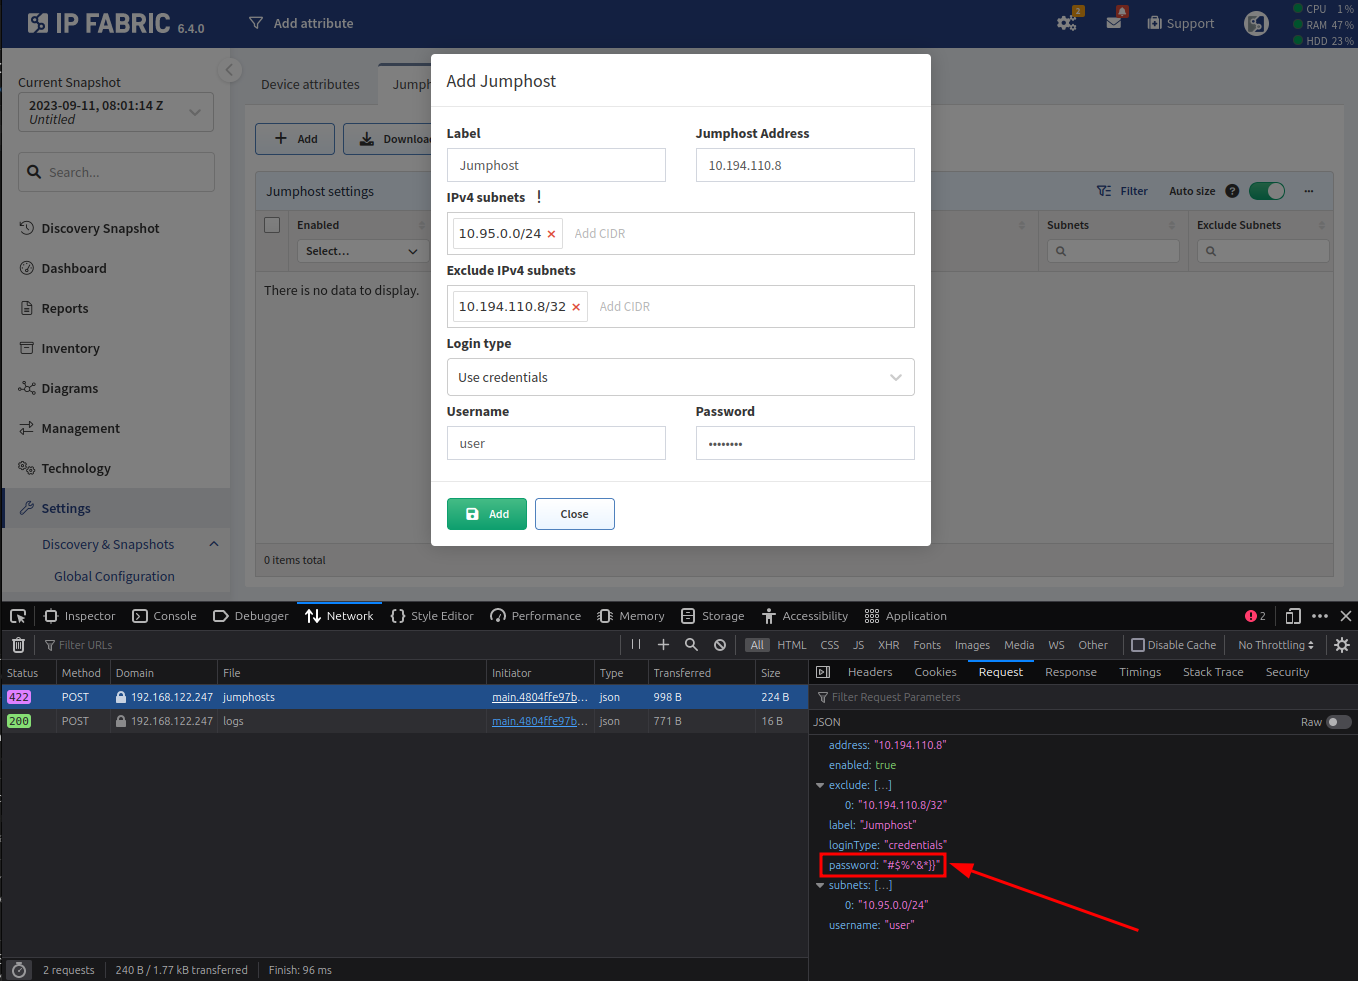 IP FABRIC 6.4.0
Add attribute
2
Support
CPU 1%
RAM 47%
HDD 23%
Current Snapshot
2023-09-11, 08:01:14 Z
Untitled
Search...
Discovery Snapshot
Dashboard
Reports
Inventory
Diagrams
Management
Technology
Settings
Discovery & Snapshots
Global Configuration
Device attributes
Jumph
Add
Downloa
Jumphost settings
Filter
Auto size
?
Enabled
Subnets
Exclude Subnets
Select...
There is no data to display.
0 items total
Add Jumphost
Label
Jumphost Address
Jumphost
10.194.110.8
IPv4 subnets !
10.95.0.0/24 × Add CIDR
Exclude IPv4 subnets
10.194.110.8/32 × Add CIDR
Login type
Use credentials
Username
Password
user
••••••••
Add
Close
Inspector
Console
Debugger
Network
Style Editor
Performance
Memory
Storage
Accessibility
Application
2
Filter URLs
All
HTML
CSS
JS
XHR
Fonts
Images
Media
WS
Other
Disable Cache
No Throttling
Status
Method
Domain
File
Initiator
Type
Transferred
Size
422 POST 192.168.122.247 jumphosts main.4804ffe97b... json 998 B 224 B
200 POST 192.168.122.247 logs main.4804ffe97b... json 771 B 16 B
Headers
Cookies
Request
Response
Timings
Stack Trace
Security
Filter Request Parameters
JSON
Raw
address: "10.194.110.8"
enabled: true
exclude: [...]
0: "10.194.110.8/32"
label: "Jumphost"
loginType: "credentials"
password: "#$%^&*}}"
subnets: [...]
0: "10.95.0.0/24"
username: "user"
2 requests
240 B / 1.77 kB transferred
Finish: 96 ms